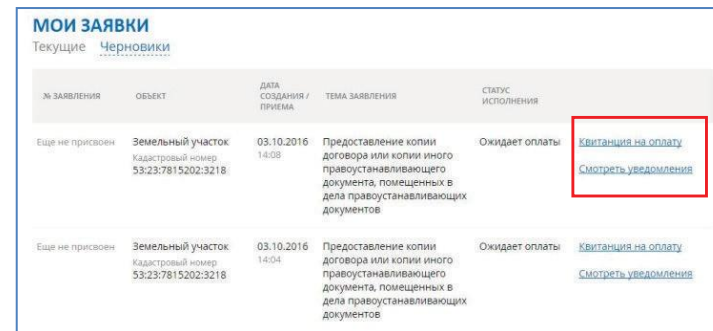 МОИ ЗАЯВКИ
Текущие Черновики
№ ЗАЯВЛЕНИЯ
ОБЪЕКТ
ДАТА
СОЗДАНИЯ /
ПРИЕМА
ТЕМА ЗАЯВЛЕНИЯ
СТАТУС
ИСПОЛНЕНИЯ
Еще не присвоен
Земельный участок
Кадастровый номер
53:23:7815202:3218
03.10.2016
14:08
Предоставление копии
договора или копии иного
правоустанавливающего
документа, помещенных в
дела правоустанавливающих
документов
Ожидает оплаты
Квитанция на оплату
Смотреть уведомления
Еще не присвоен
Земельный участок
Кадастровый номер
53:23:7815202:3218
03.10.2016
14:04
Предоставление копии
договора или копии иного
правоустанавливающего
документа, помещенных в
дела правоустанавливающих
документов
Ожидает оплаты
Квитанция на оплату
Смотреть уведомления